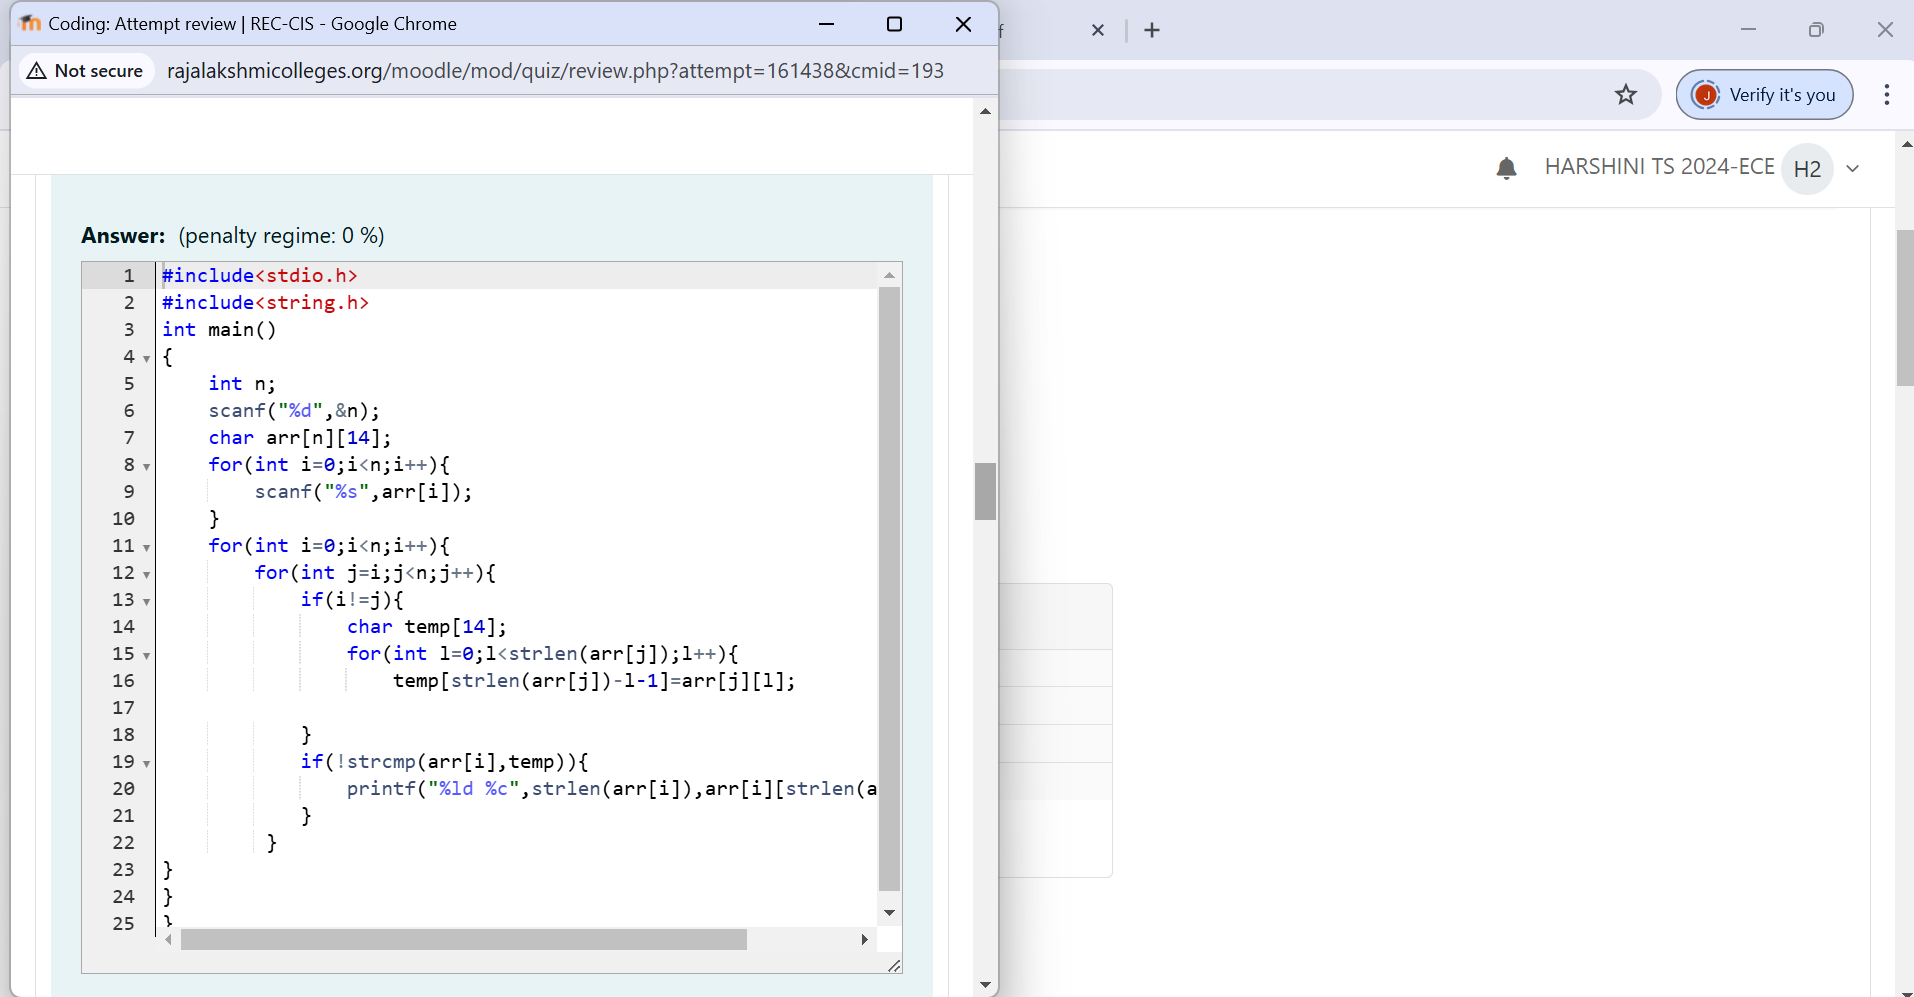 Coding: Attempt review | REC-CIS - Google Chrome
Not secure
rajalakshmicolleges.org/moodle/mod/quiz/review.php?attempt=161438&cmid=193
Verify it's you
J
HARSHINI TS 2024-ECE
H2
Answer: (penalty regime: 0 %)
1 #include<stdio.h>
2 #include<string.h>
3 int main()
4 {
5     int n;
6     scanf("%d",&n);
7     char arr[n][14];
8     for(int i=0;i<n;i++){
9         scanf("%s",arr[i]);
10     }
11     for(int i=0;i<n;i++){
12         for(int j=i;j<n;j++){
13             if(i!=j){
14                 char temp[14];
15                 for(int l=0;l<strlen(arr[j]);l++){
16                     temp[strlen(arr[j])-l-1]=arr[j][l];
17
18             }
19             if(!strcmp(arr[i],temp)){
20                 printf("%ld %c",strlen(arr[i]),arr[i][strlen(a
21             }
22          }
23 }
24 }
25 }